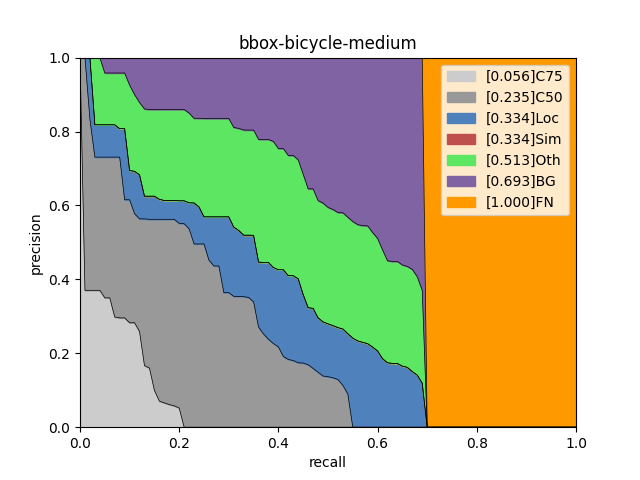 bbox-bicycle-medium
1.0
0.8
0.6
0.4
0.2
0.0
precision
[0.056]C75
[0.235]C50
[0.334]Loc
[0.334]Sim
[0.513]Oth
[0.693]BG
[1.000]FN
0.0 0.2 0.4 0.6 0.8 1.0
recall